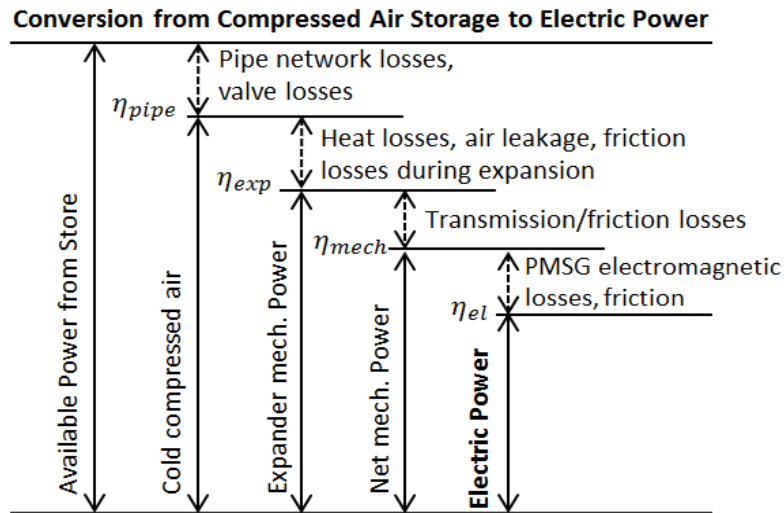 Conversion from Compressed Air Storage to Electric Power
Pipe network losses,
valve losses
η_pipe
Heat losses, air leakage, friction
losses during expansion
η_exp
Transmission/friction losses
η_mech
PMSG electromagnetic
losses, friction
η_el
Available Power from Store
Cold compressed air
Expander mech. Power
Net mech. Power
Electric Power